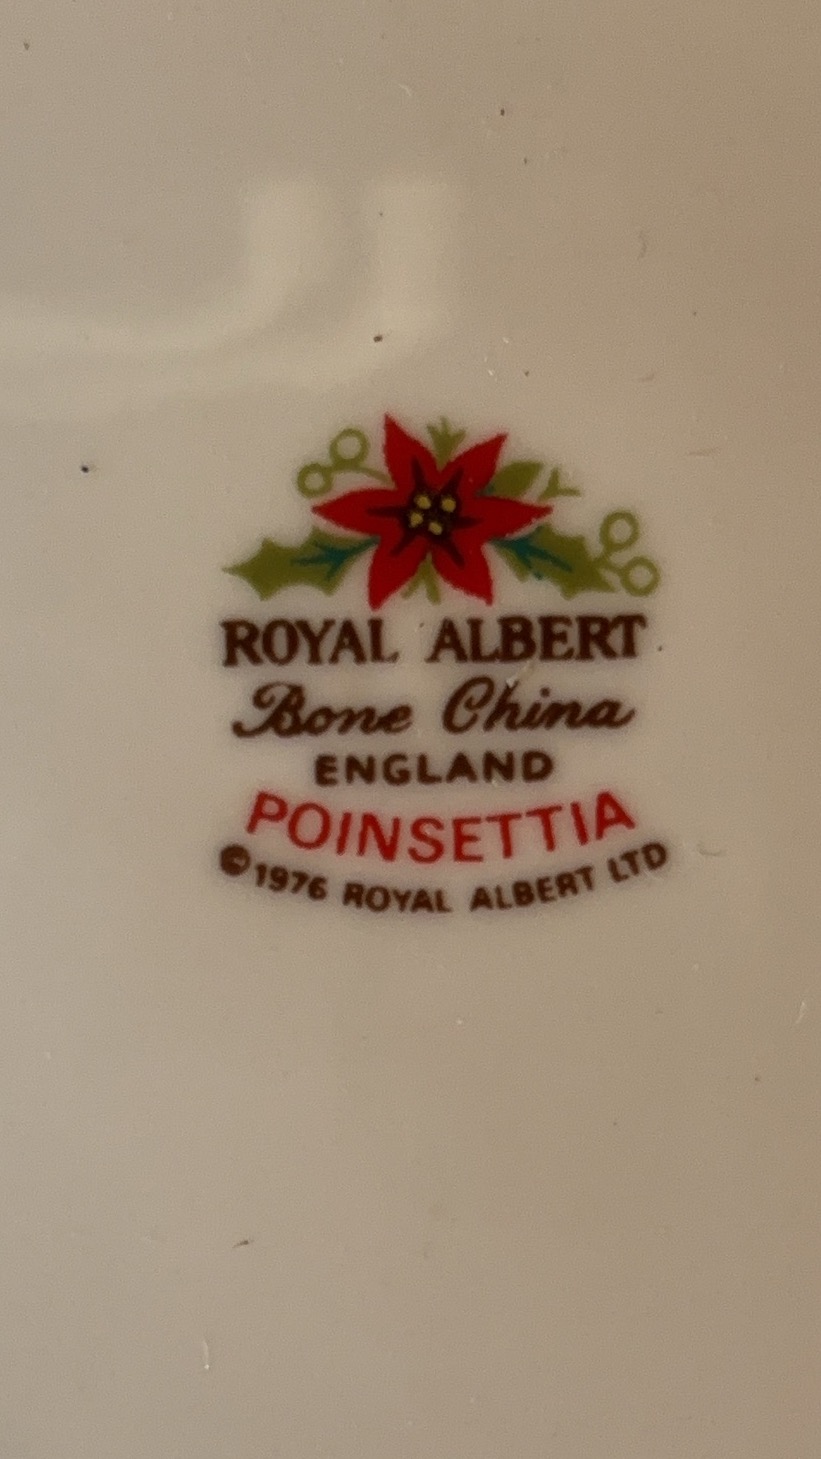 ROYAL ALBERT
Bone China
ENGLAND
POINSETTIA
©1976 ROYAL ALBERT LTD